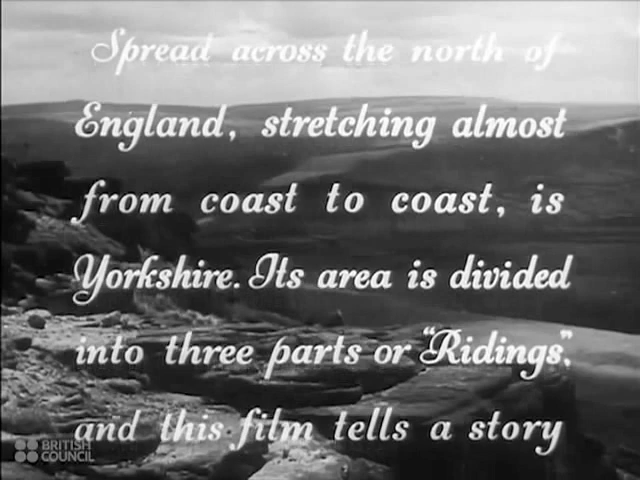 Spread across the north of
England, stretching almost
from coast to coast, is
Yorkshire. Its area is divided
into three parts or "Ridings",
and this film tells a story
BRITISH
COUNCIL